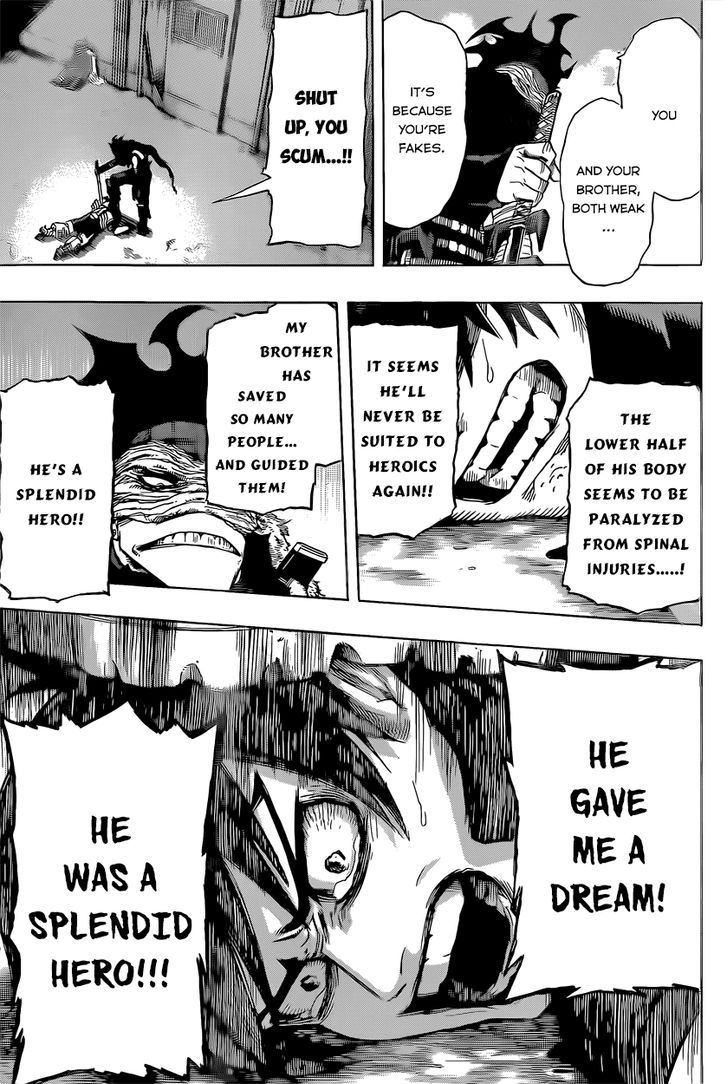 YOU
AND YOUR
BROTHER,
BOTH WEAK
...
IT'S
BECAUSE
YOU'RE
FAKES.
SHUT
UP, YOU
SCUM...!!
THE
LOWER HALF
OF HIS BODY
SEEMS TO BE
PARALYZED
FROM SPINAL
INJURIES.....!
IT SEEMS
HE'LL
NEVER BE
SUITED TO
HEROICS
AGAIN!!
MY
BROTHER
HAS
SAVED
SO MANY
PEOPLE...
AND GUIDED
THEM!
HE'S A
SPLENDID
HERO!!
HE
GAVE
ME A
DREAM!
HE
WAS A
SPLENDID
HERO!!!